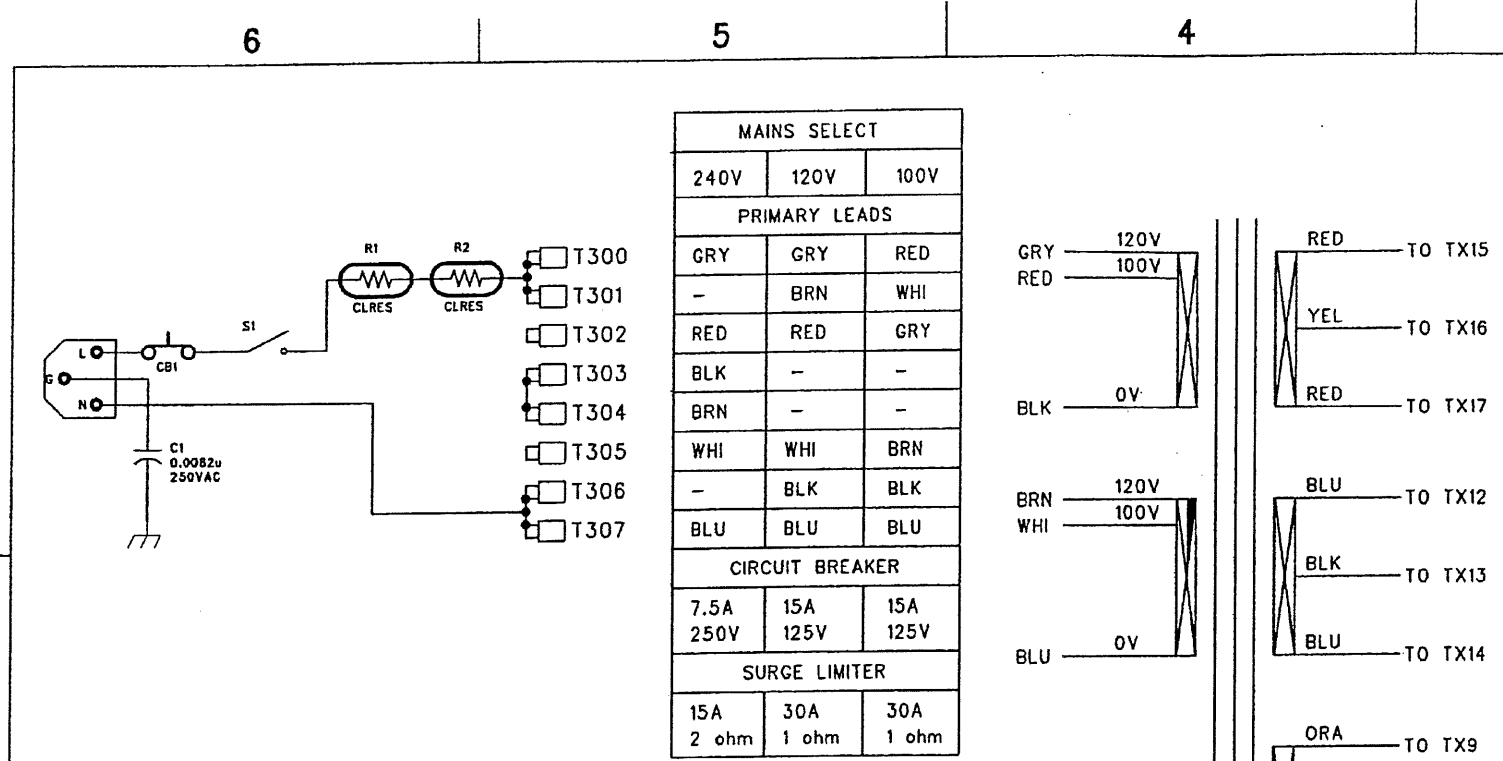 6 5 4
R1
CLRES
R2
CLRES
S1
L
G
N
CB1
C1
0.0082u
250VAC
T300
T301
T302
T303
T304
T305
T306
T307
MAINS SELECT
240V 120V 100V
PRIMARY LEADS
GRY GRY RED
- BRN WHI
RED RED GRY
BLK - -
BRN - -
WHI WHI BRN
- BLK BLK
BLU BLU BLU
CIRCUIT BREAKER
7.5A 15A 15A
250V 125V 125V
SURGE LIMITER
15A 30A 30A
2 ohm 1 ohm 1 ohm
GRY 120V
RED 100V
BLK 0V
BRN 120V
WHI 100V
BLU 0V
RED TO TX15
YEL TO TX16
RED TO TX17
BLU TO TX12
BLK TO TX13
BLU TO TX14
ORA TO TX9